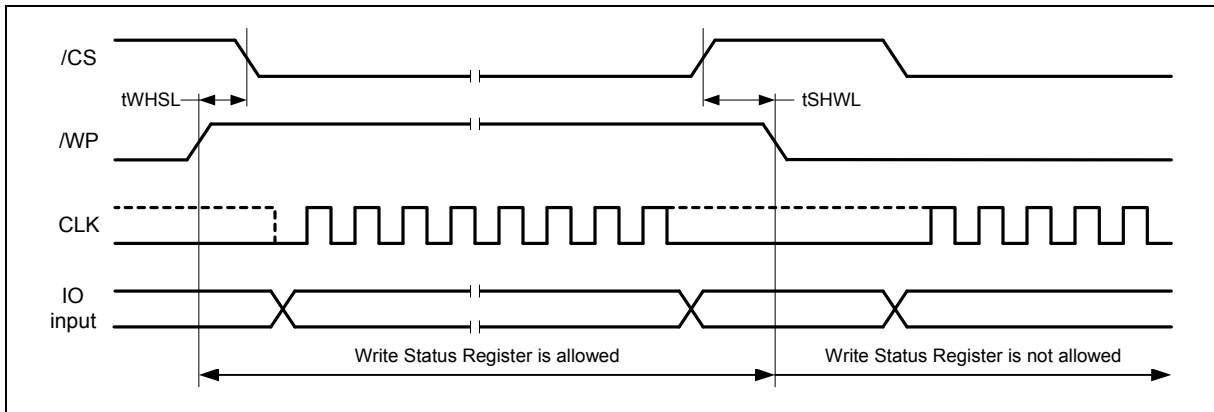 /CS
tWHSL
tSHWL
/WP
CLK
IO
input
Write Status Register is allowed
Write Status Register is not allowed